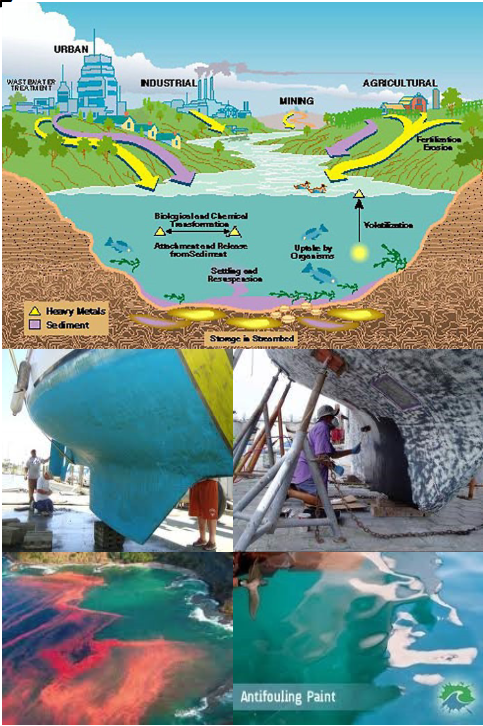 URBAN
WASTEWATER
TREATMENT
INDUSTRIAL
AGRICULTURAL
MINING
Fertilization
Erosion
Biological and Chemical
Transformation
Volatilization
Attachment and Release
from Sediment
Uptake by
Organisms
Settling and
Resuspension
Heavy Metals
Sediment
Storage in Streambed
Antifouling Paint